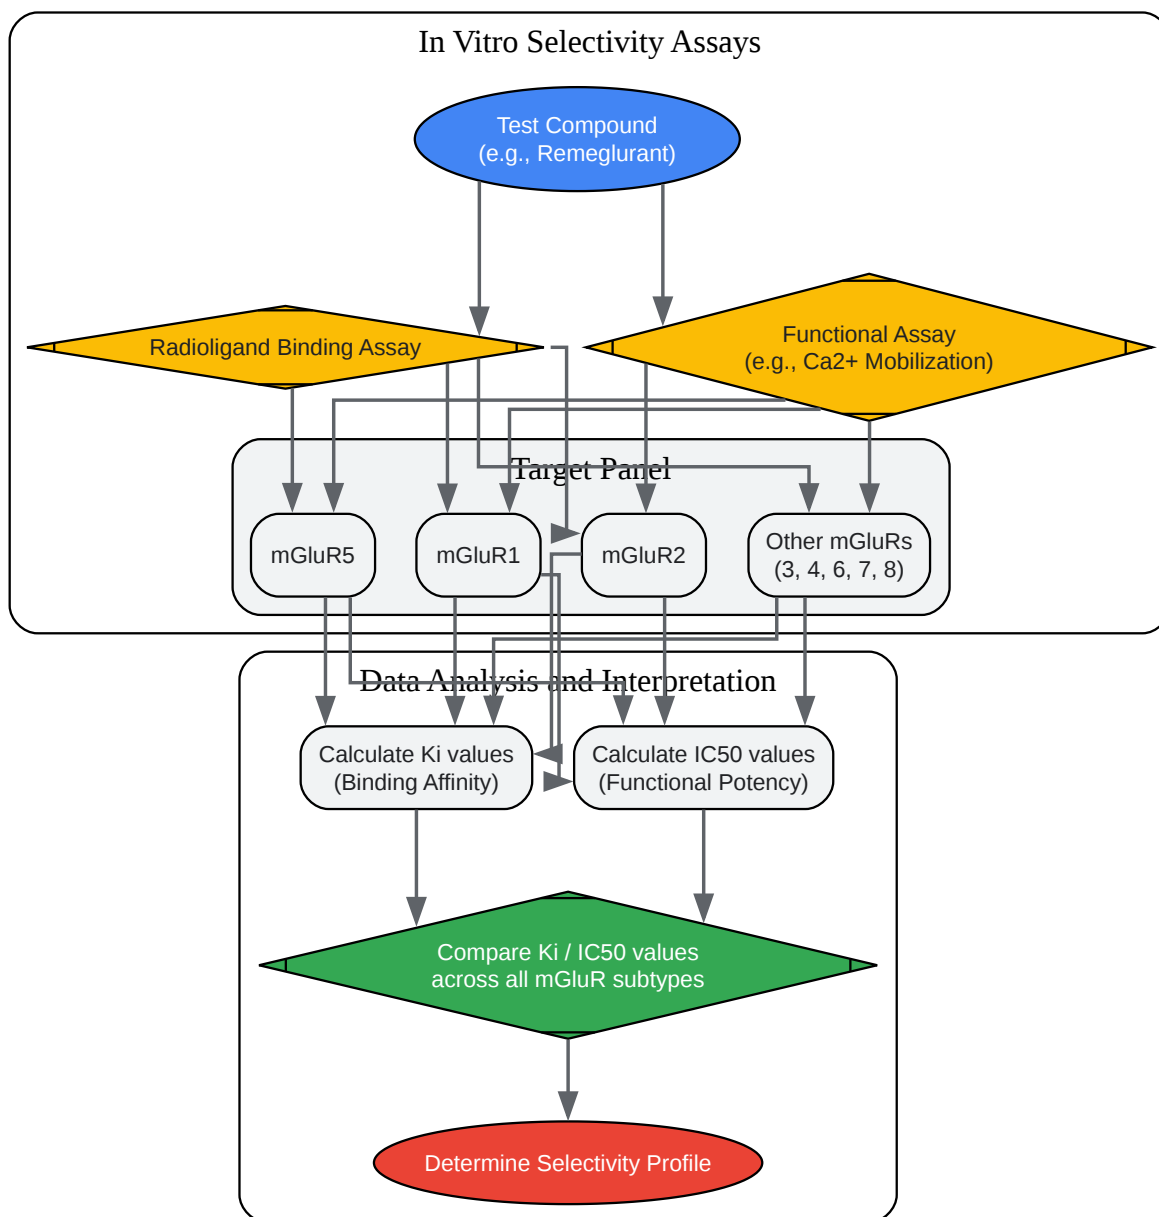 In Vitro Selectivity Assays
Test Compound
(e.g., Remeglurant)
Radioligand Binding Assay
Functional Assay
(e.g., Ca2+ Mobilization)
Target Panel
mGluR5
mGluR1
mGluR2
Other mGluRs
(3, 4, 6, 7, 8)
Data Analysis and Interpretation
Calculate Ki values
(Binding Affinity)
Calculate IC50 values
(Functional Potency)
Compare Ki / IC50 values
across all mGluR subtypes
Determine Selectivity Profile